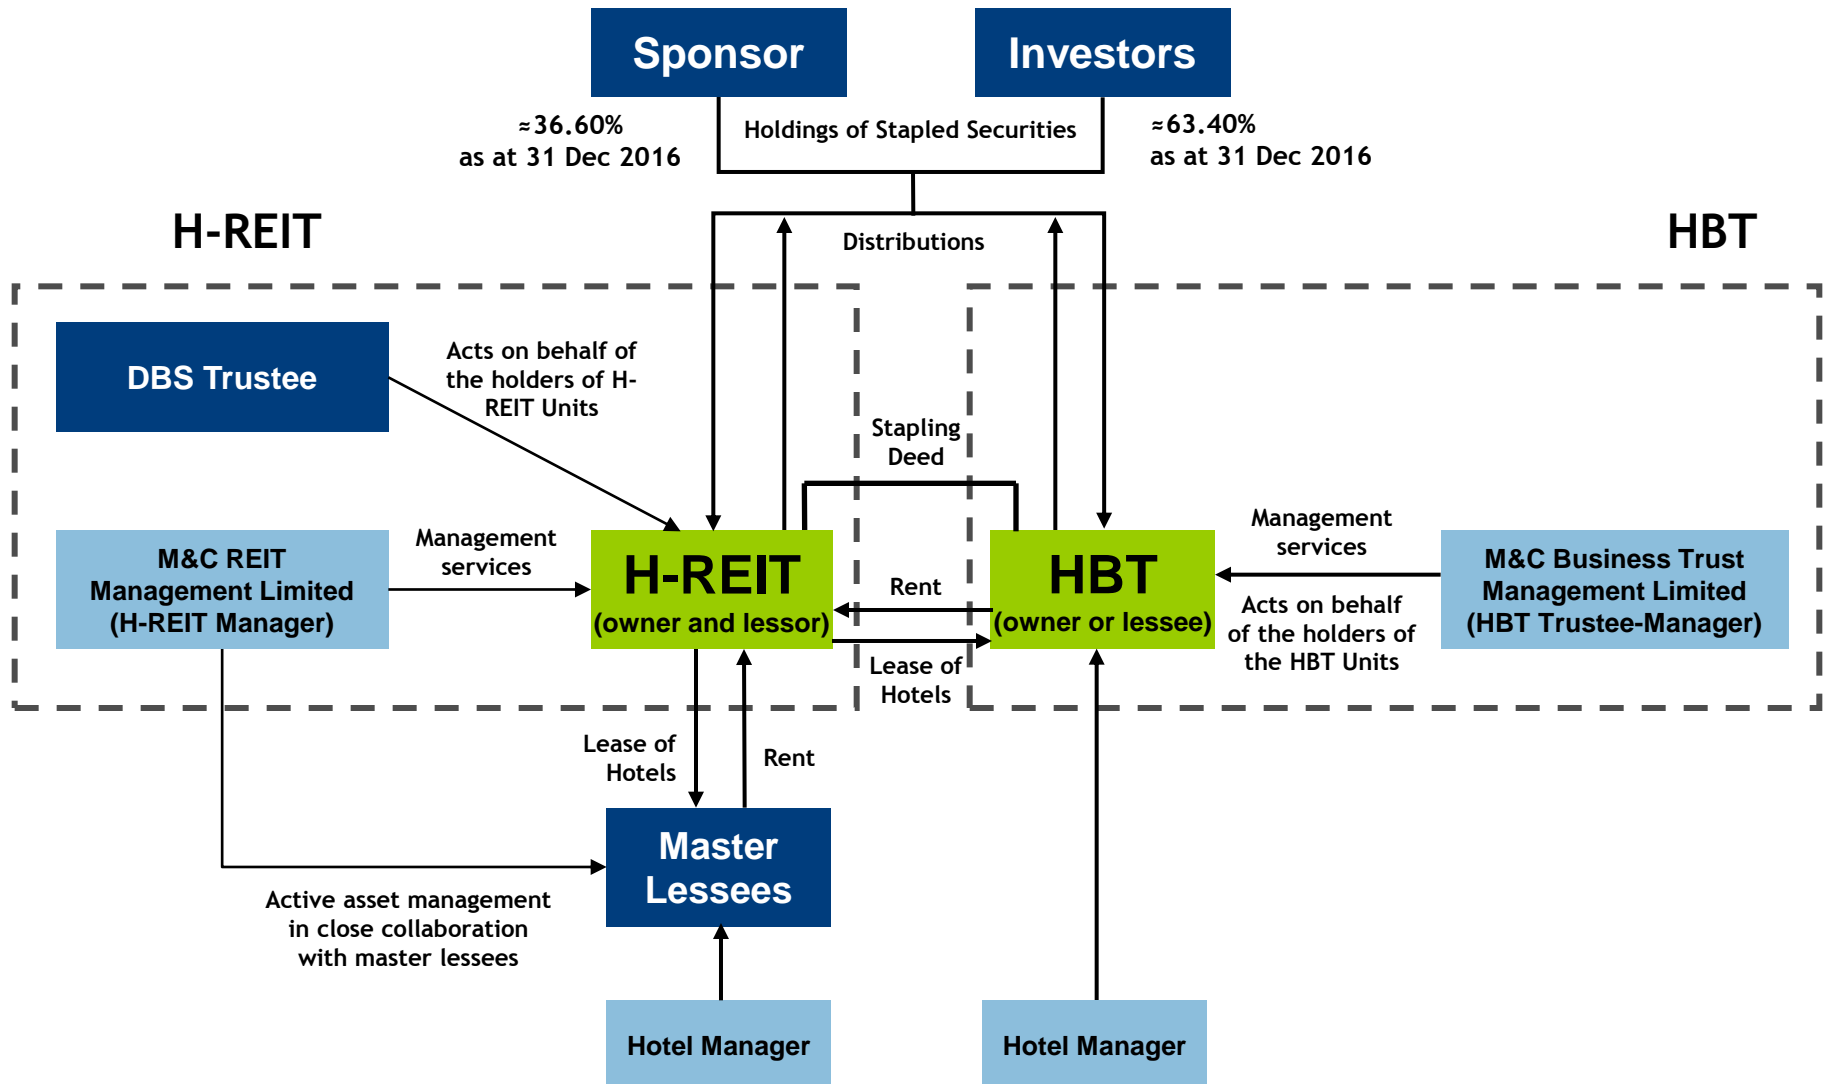 Sponsor
Investors
≈36.60%
as at 31 Dec 2016
Holdings of Stapled Securities
≈63.40%
as at 31 Dec 2016
H-REIT
HBT
Distributions
DBS Trustee
Acts on behalf of
the holders of H-
REIT Units
Stapling
Deed
M&C REIT
Management Limited
(H-REIT Manager)
Management
services
H-REIT
(owner and lessor)
Rent
Lease of
Hotels
HBT
(owner or lessee)
Management
services
Acts on behalf
of the holders of
the HBT Units
M&C Business Trust
Management Limited
(HBT Trustee-Manager)
Lease of
Hotels
Rent
Master
Lessees
Active asset management
in close collaboration
with master lessees
Hotel Manager
Hotel Manager